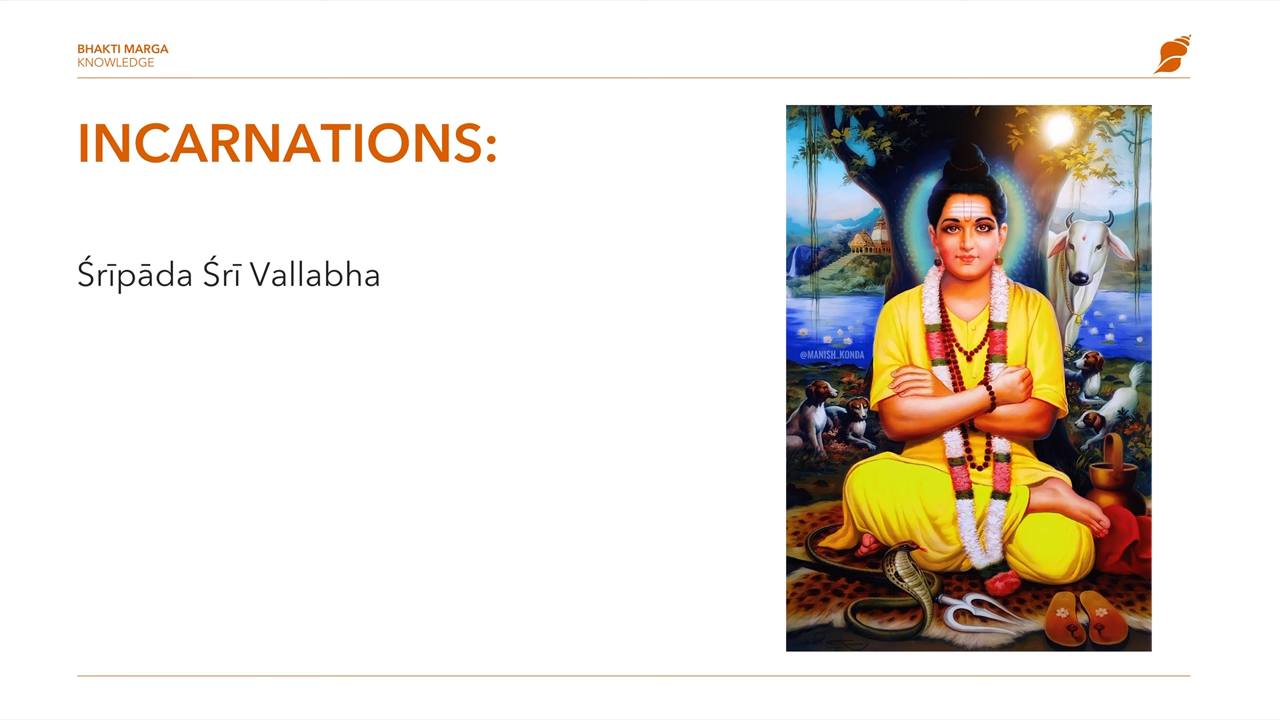 BHAKTI MARGA
KNOWLEDGE
INCARNATIONS:
Śrīpāda Śrī Vallabha
@MANISH_KONDA